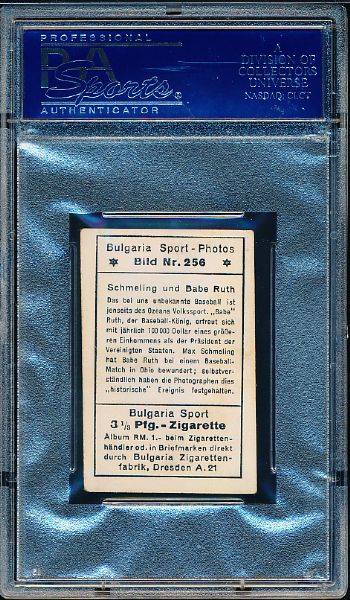 PROFESSIONAL
PSA
Sports
®
AUTHENTICATOR
A
DIVISION OF
COLLECTORS
UNIVERSE
NASDAQ: CLCT
Bulgaria Sport-Photos
✡ Bild Nr. 256 ✡
Schmeling und Babe Ruth
Das bei uns unbekannte Baseball ist
jenseits des Ozeans Volkssport. „Babe"
Ruth, der Baseball-König, erfreut sich
mit jährlich 100000 Dollar eines größe-
ren Einkommens als der Präsident der
Vereinigten Staaten. Max Schmeling
hat Babe Ruth bei einem Baseball-
Match in Ohio bewundert; selbstver-
ständlich haben die Photographen dies
„historische" Ereignis festgehalten.
Bulgaria Sport
3 1/3 Pfg.-Zigarette
Album RM. 1.- beim Zigaretten-
händler od. in Briefmarken direkt
durch Bulgaria Zigaretten-
fabrik, Dresden A. 21